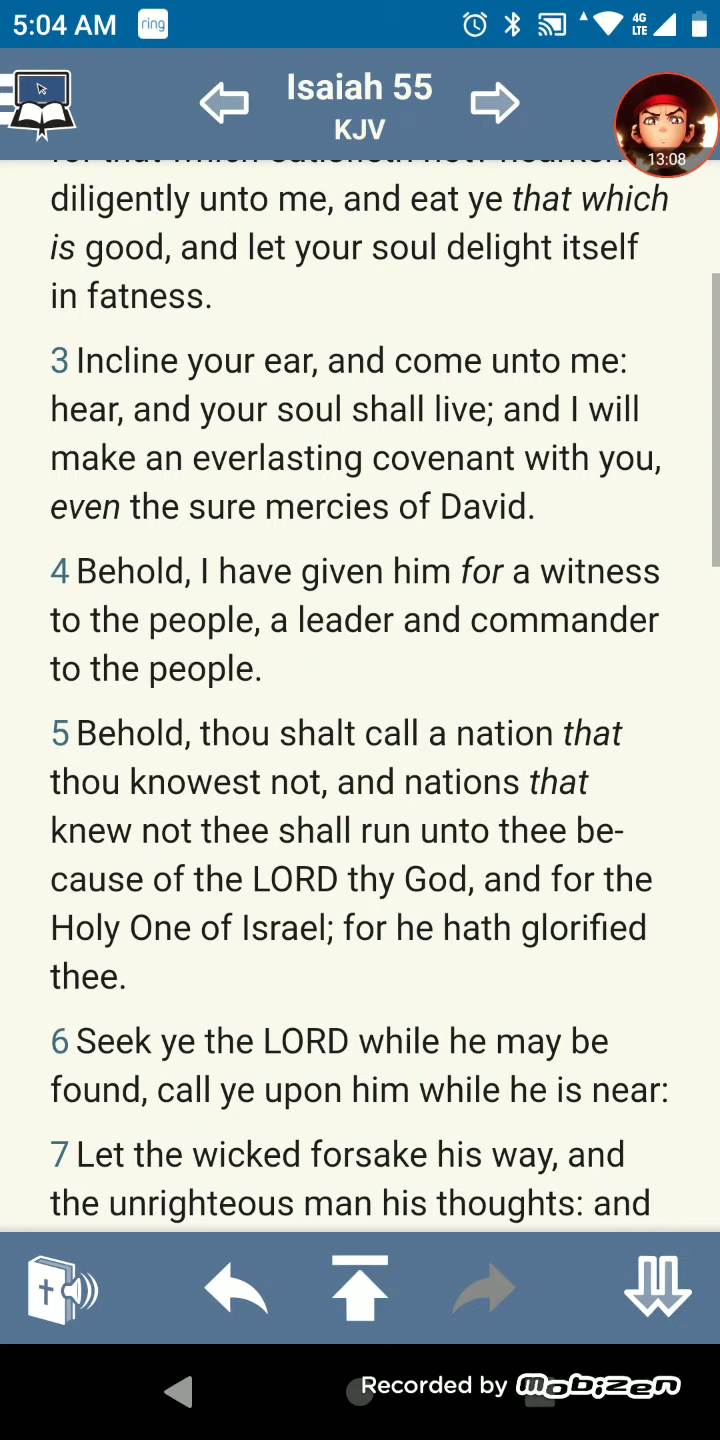 5:04 AM ring 4G LTE
Isaiah 55
KJV
13:08
diligently unto me, and eat ye that which
is good, and let your soul delight itself
in fatness.
3 Incline your ear, and come unto me:
hear, and your soul shall live; and I will
make an everlasting covenant with you,
even the sure mercies of David.
4 Behold, I have given him for a witness
to the people, a leader and commander
to the people.
5 Behold, thou shalt call a nation that
thou knowest not, and nations that
knew not thee shall run unto thee be-
cause of the LORD thy God, and for the
Holy One of Israel; for he hath glorified
thee.
6 Seek ye the LORD while he may be
found, call ye upon him while he is near:
7 Let the wicked forsake his way, and
the unrighteous man his thoughts: and
Recorded by mobizen